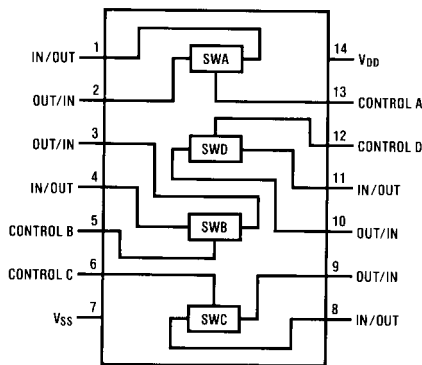 1
IN/OUT
SWA
14
VDD
2
OUT/IN
13
CONTROL A
3
OUT/IN
SWD
12
CONTROL D
4
IN/OUT
11
IN/OUT
5
CONTROL B
SWB
10
OUT/IN
6
CONTROL C
9
OUT/IN
7
VSS
SWC
8
IN/OUT